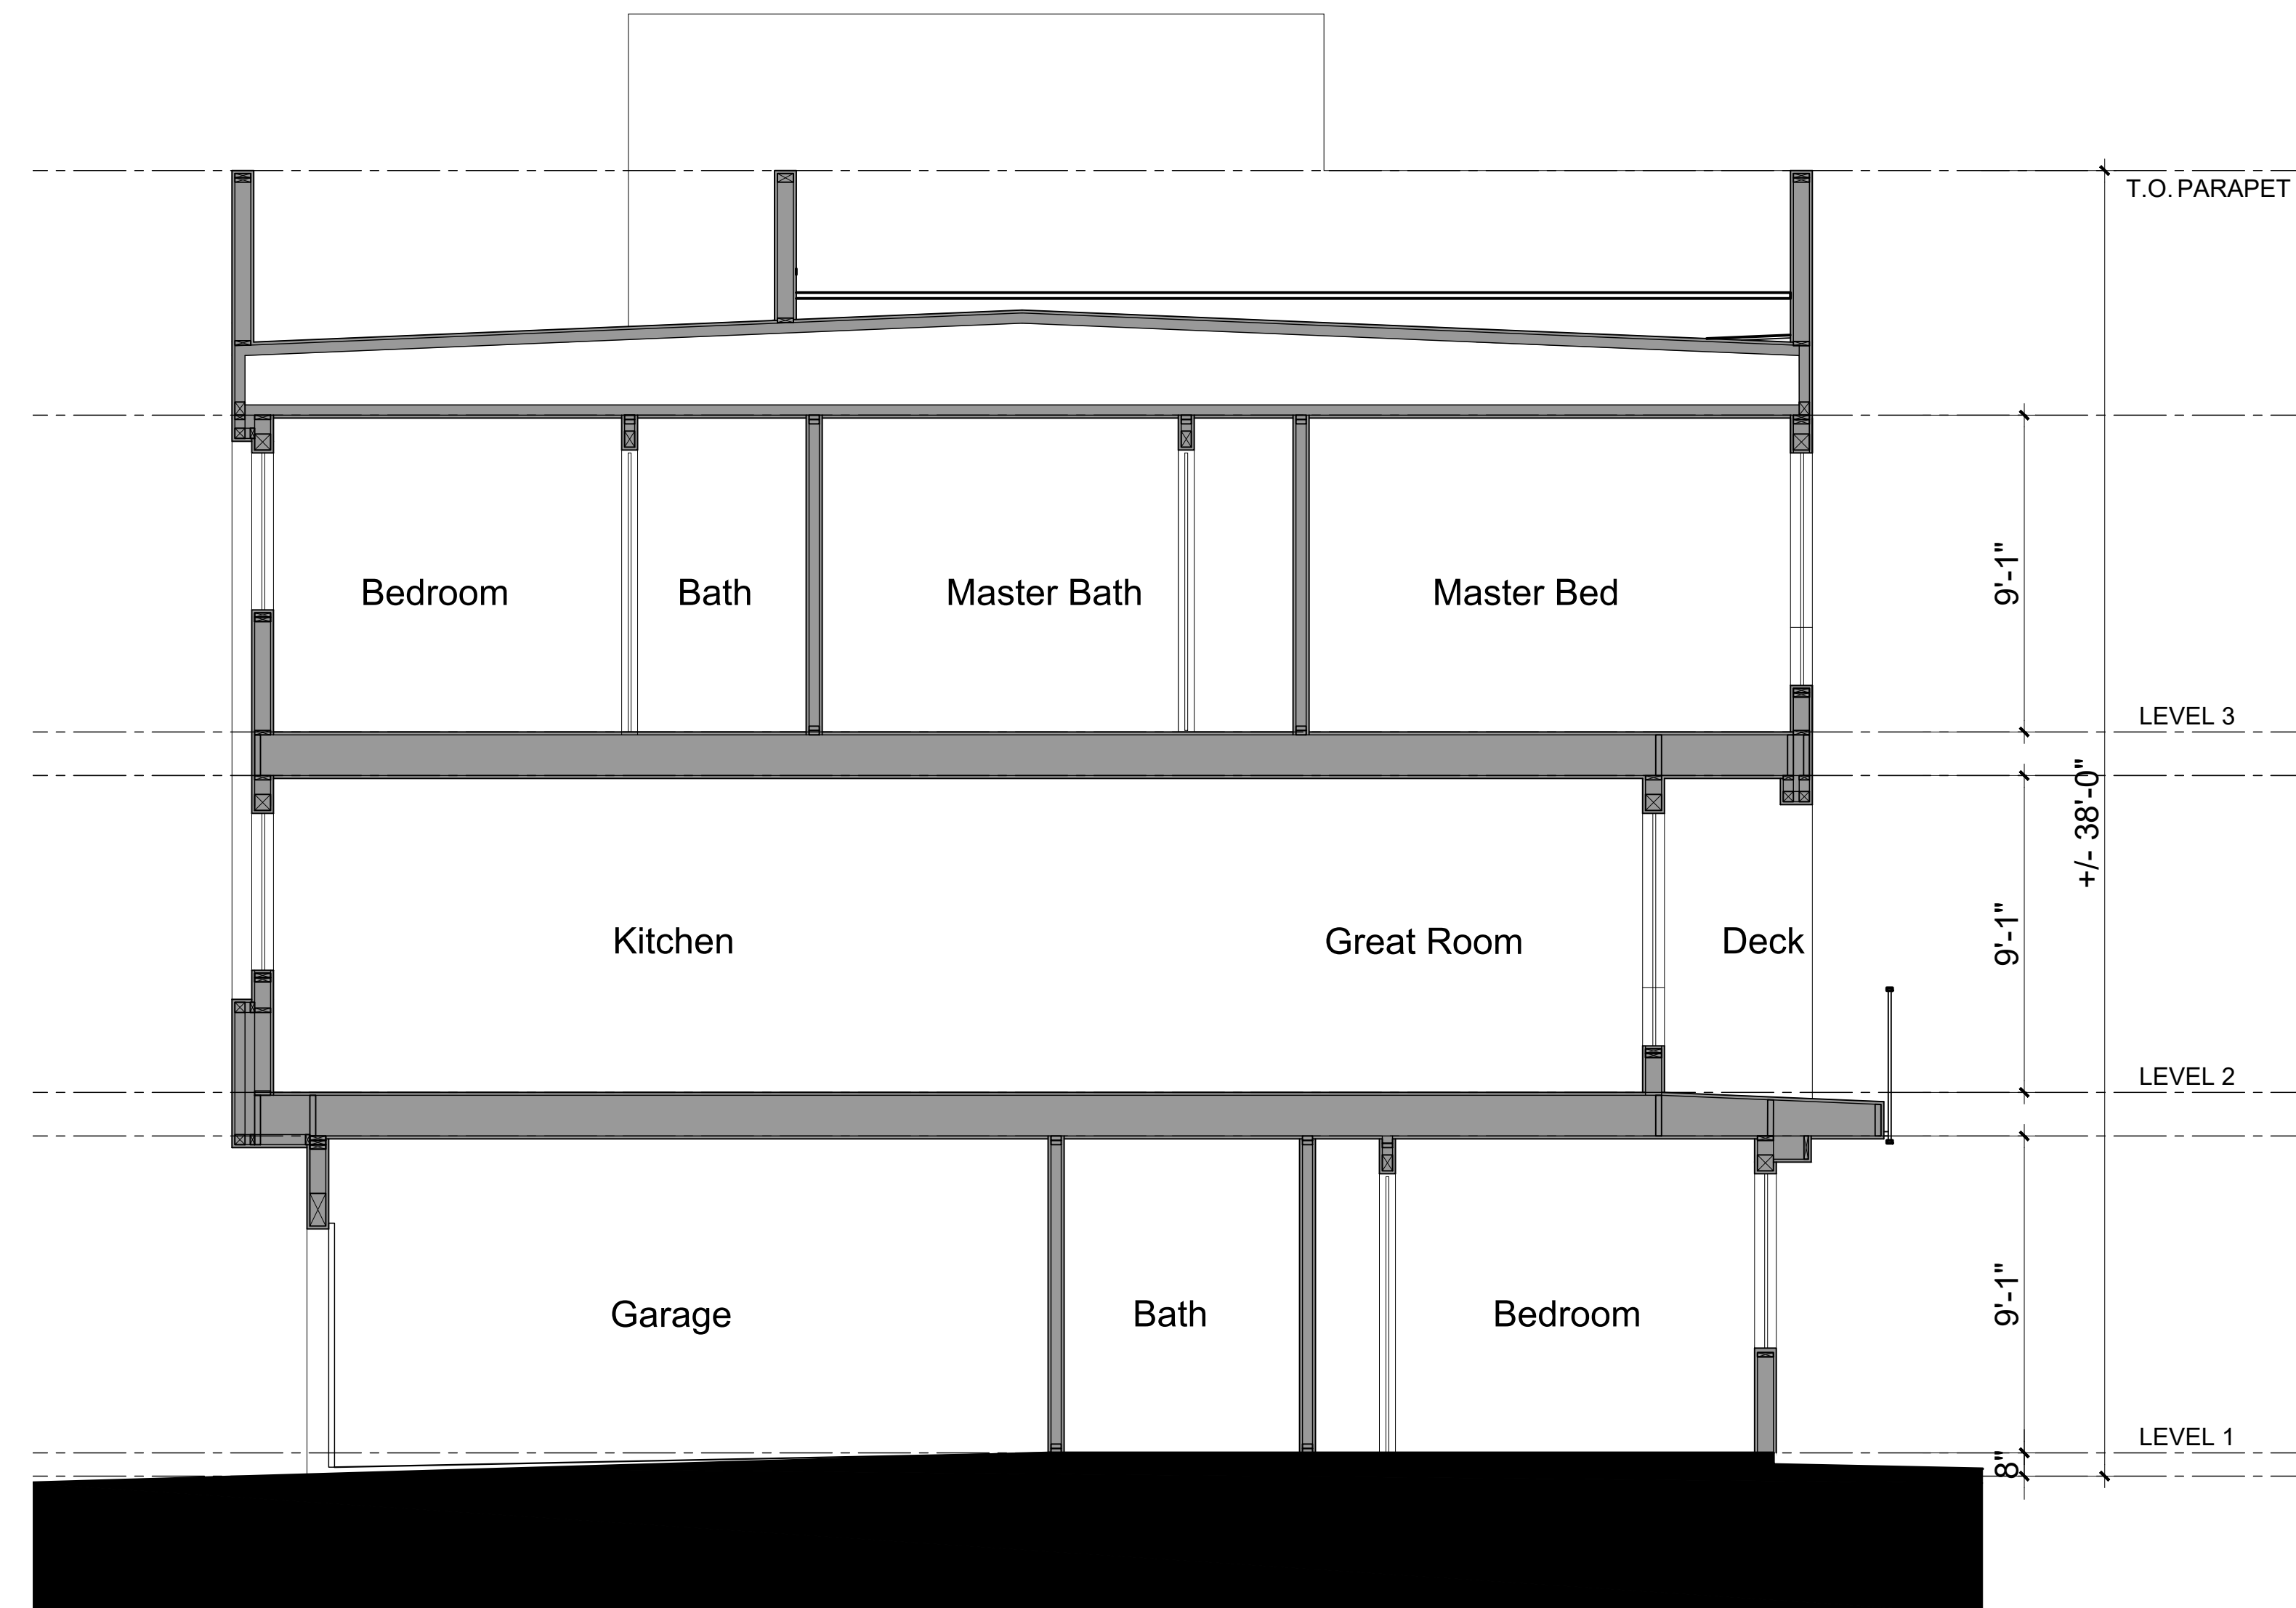 T.O. PARAPET
Bedroom
Bath
Master Bath
Master Bed
9'-1"
LEVEL 3
+/- 38'-0"
Kitchen
Great Room
Deck
9'-1"
LEVEL 2
Garage
Bath
Bedroom
9'-1"
LEVEL 1
8"